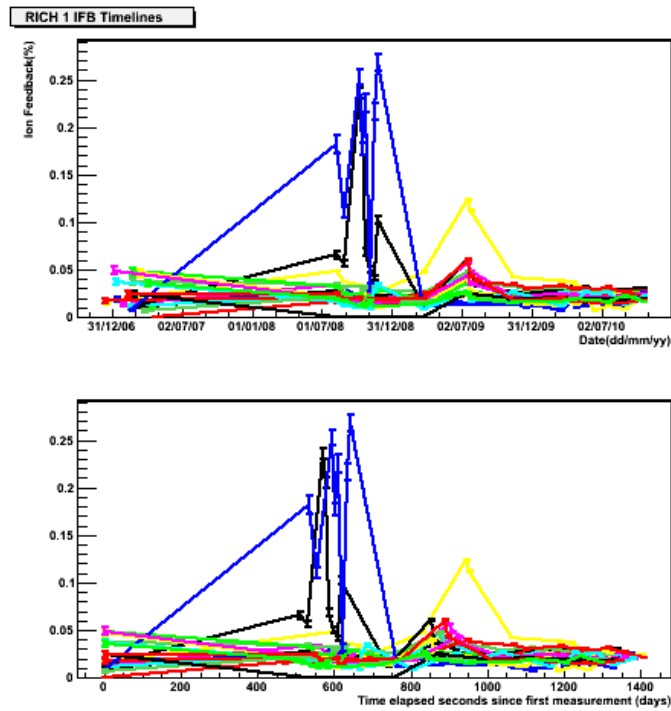 RICH 1 IFB Timelines
Ion Feedback(%)
0.25
0.2
0.15
0.1
0.05
0
31/12/06 02/07/07 01/01/08 01/07/08 31/12/08 02/07/09 31/12/09 02/07/10
Date(dd/mm/yy)
0.25
0.2
0.15
0.1
0.05
0
0 200 400 600 800 1000 1200 1400
Time elapsed seconds since first measurement (days)